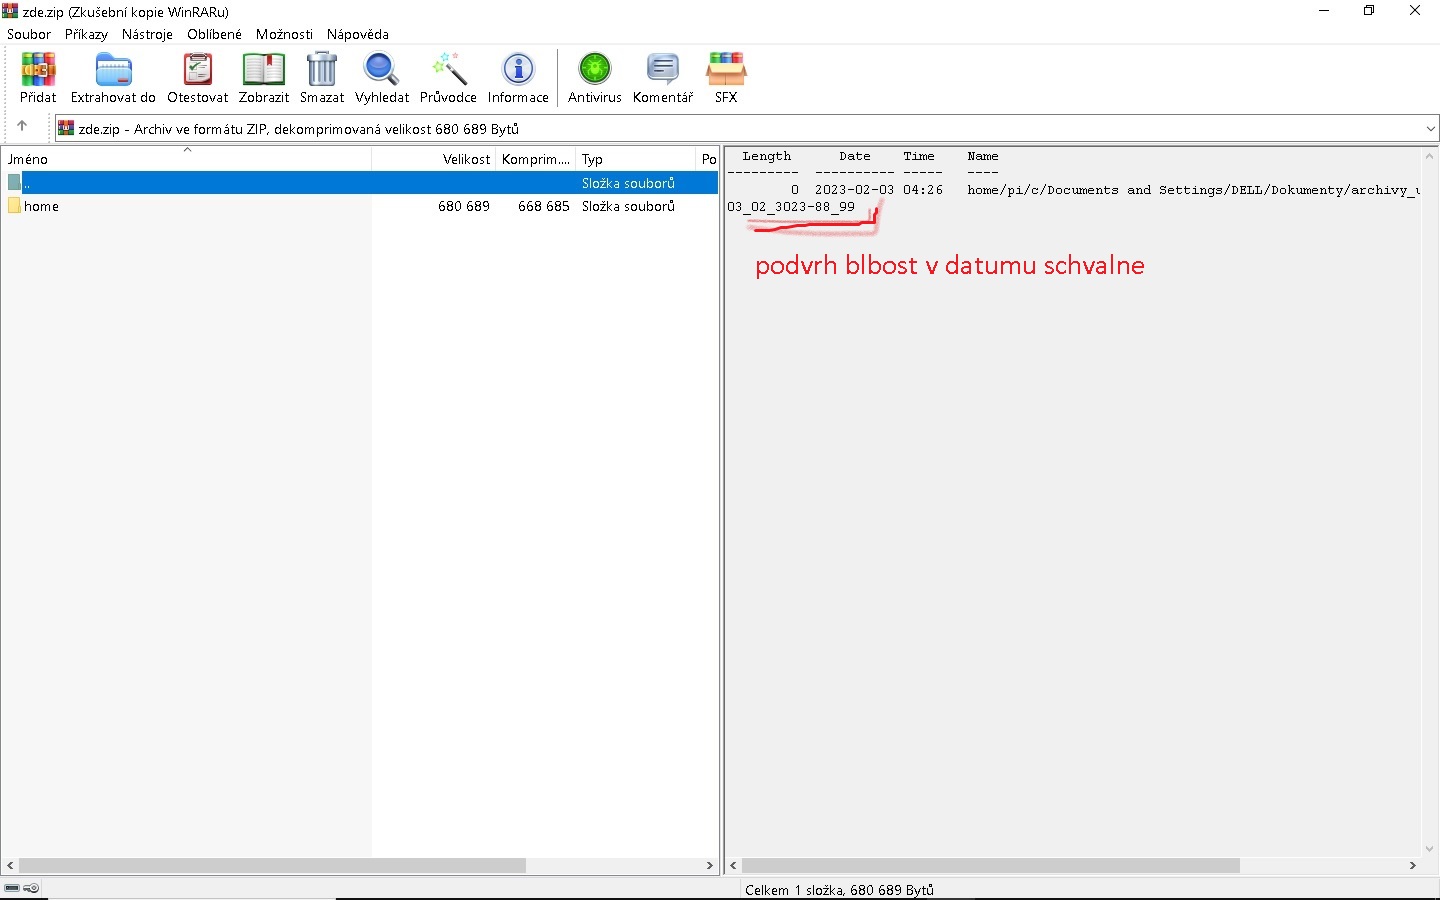 zde.zip (Zkušební kopie WinRARu)
Soubor Příkazy Nástroje Oblíbené Možnosti Nápověda
Přidat Extrahovat do Otestovat Zobrazit Smazat Vyhledat Průvodce Informace Antivirus Komentář SFX
zde.zip - Archiv ve formátu ZIP, dekomprimovaná velikost 680 689 Bytů
Jméno Velikost Komprim.... Typ Po
.. Složka souborů
home 680 689 668 685 Složka souborů
Length Date Time Name
--------- ---------- ----- ----
0 2023-02-03 04:26 home/pi/c/Documents and Settings/DELL/Dokumenty/archivy_
03_02_3023-88_99
podvrh blbost v datumu schvalne
Celkem 1 složka, 680 689 Bytů